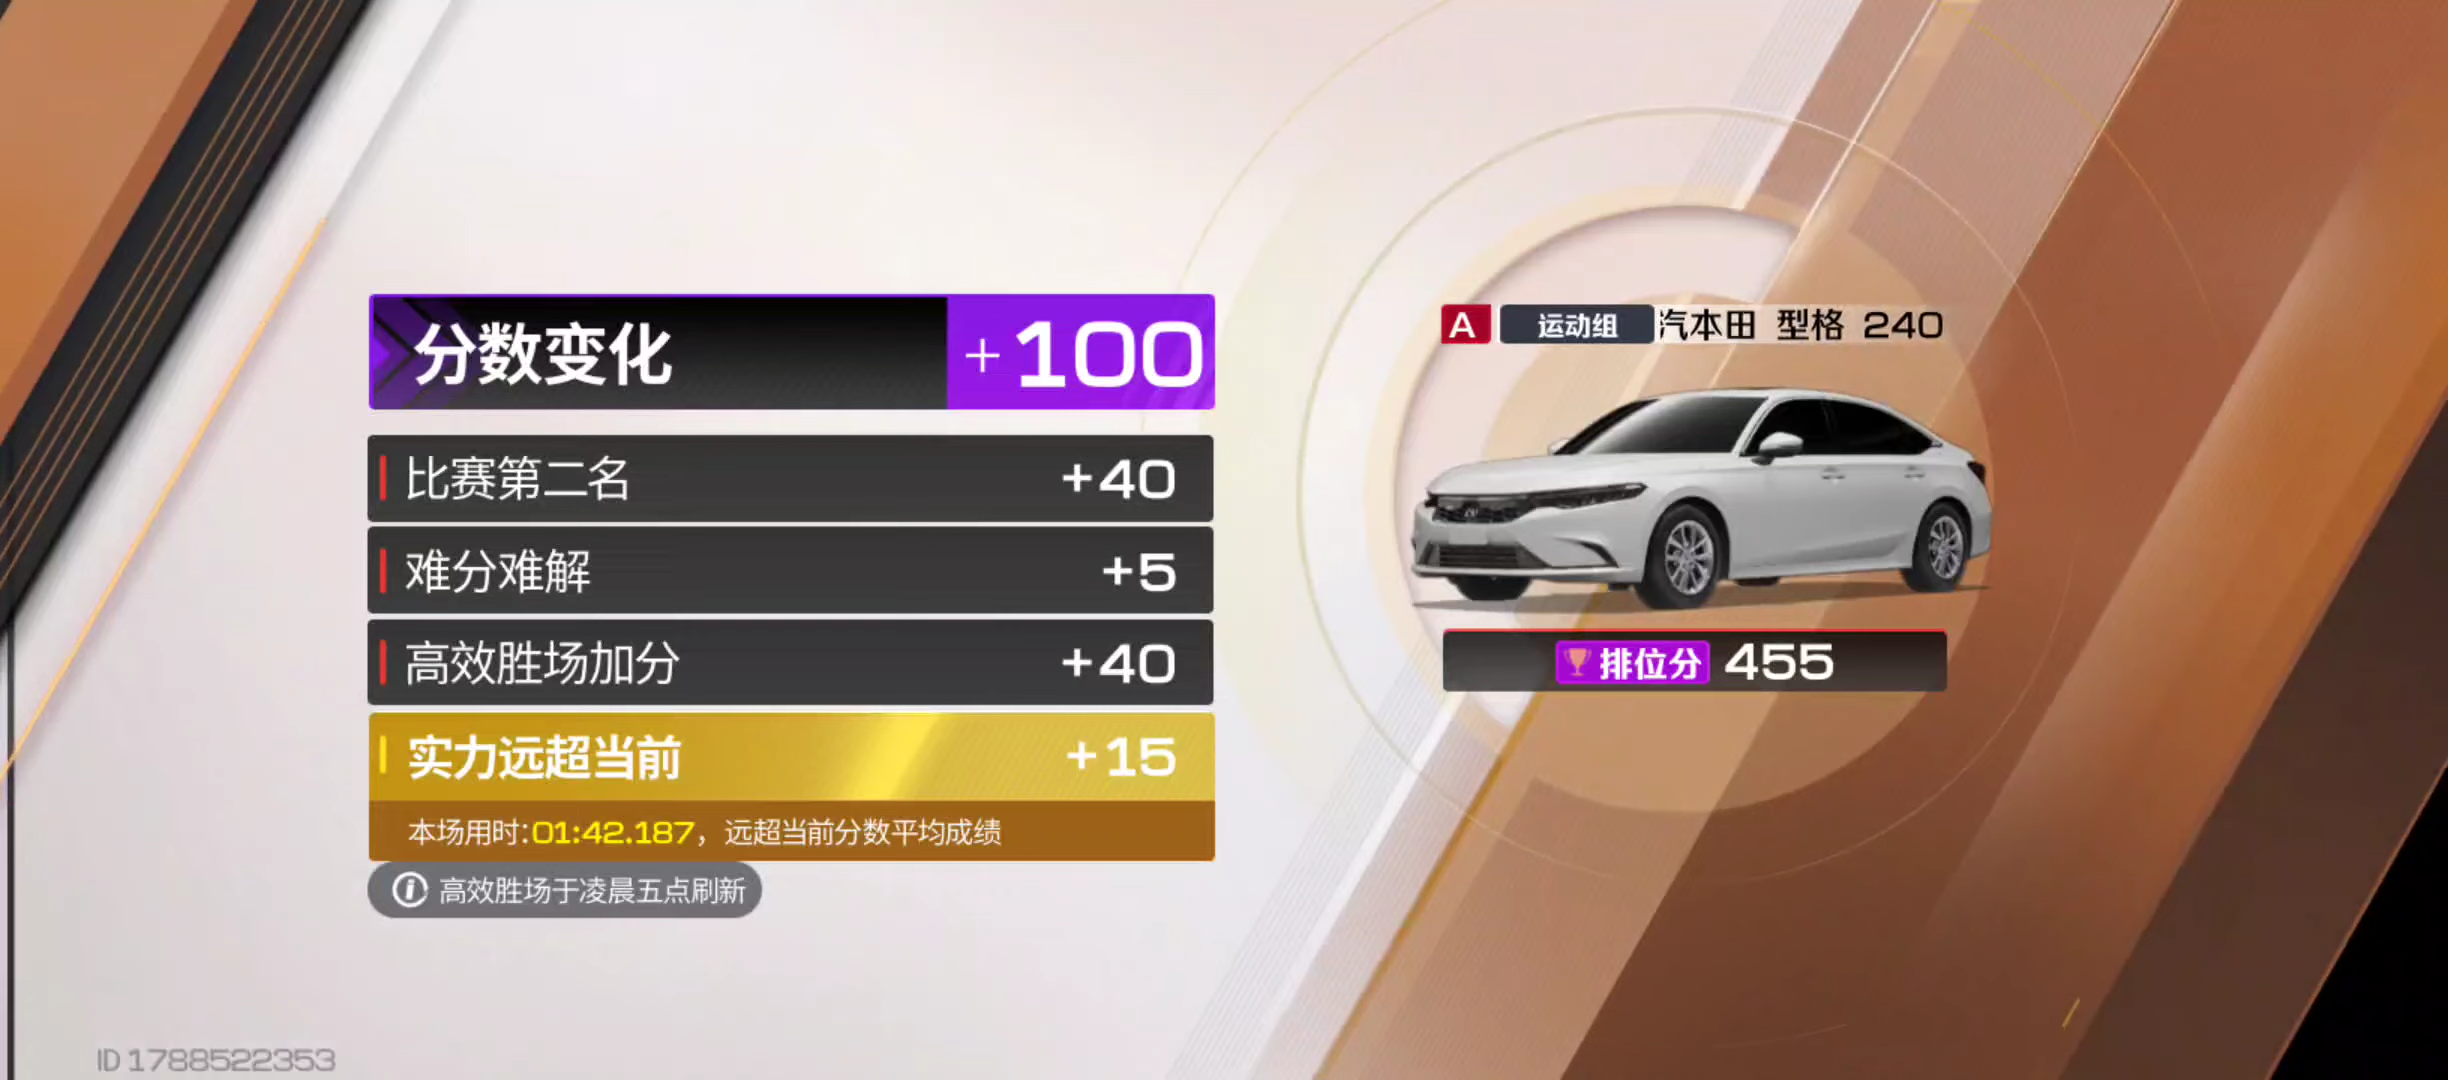 分数变化 +100
比赛第二名 +40
难分难解 +5
高效胜场加分 +40
实力远超当前 +15
本场用时:01:42.187，远超当前分数平均成绩
高效胜场于凌晨五点刷新
A 运动组 汽本田 型格 240
排位分 455
ID 1788522353